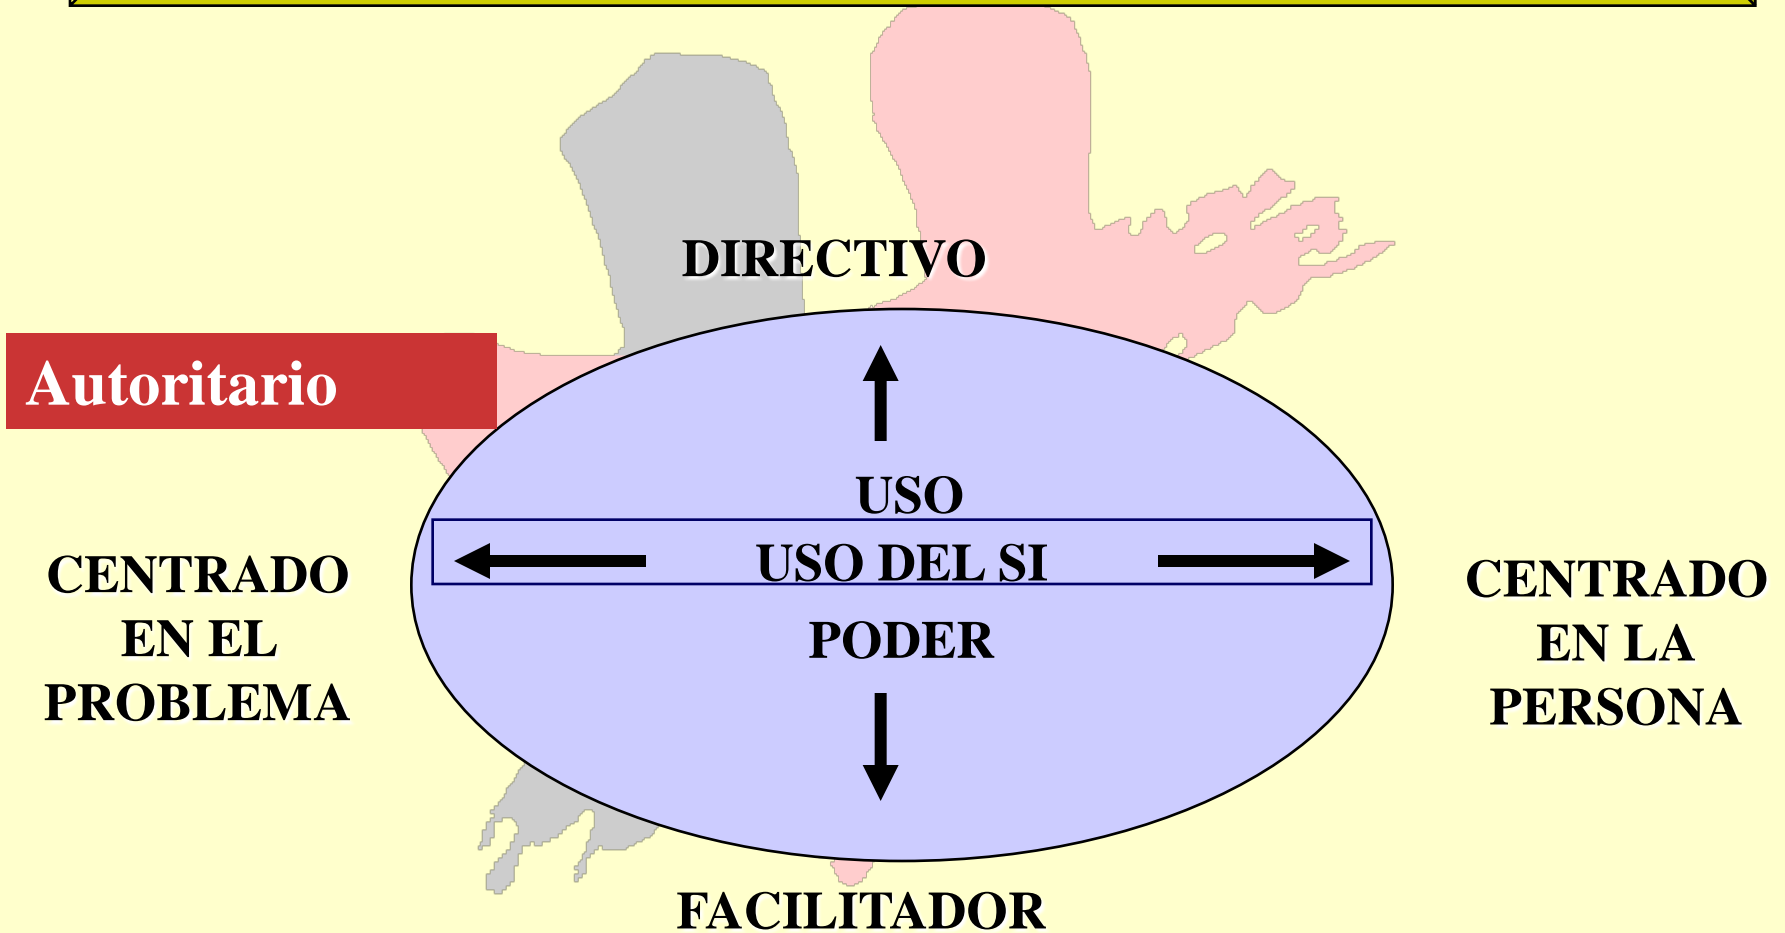 DIRECTIVO
Autoritario
USO
USO DEL SI
PODER
CENTRADO
EN EL
PROBLEMA
CENTRADO
EN LA
PERSONA
FACILITADOR